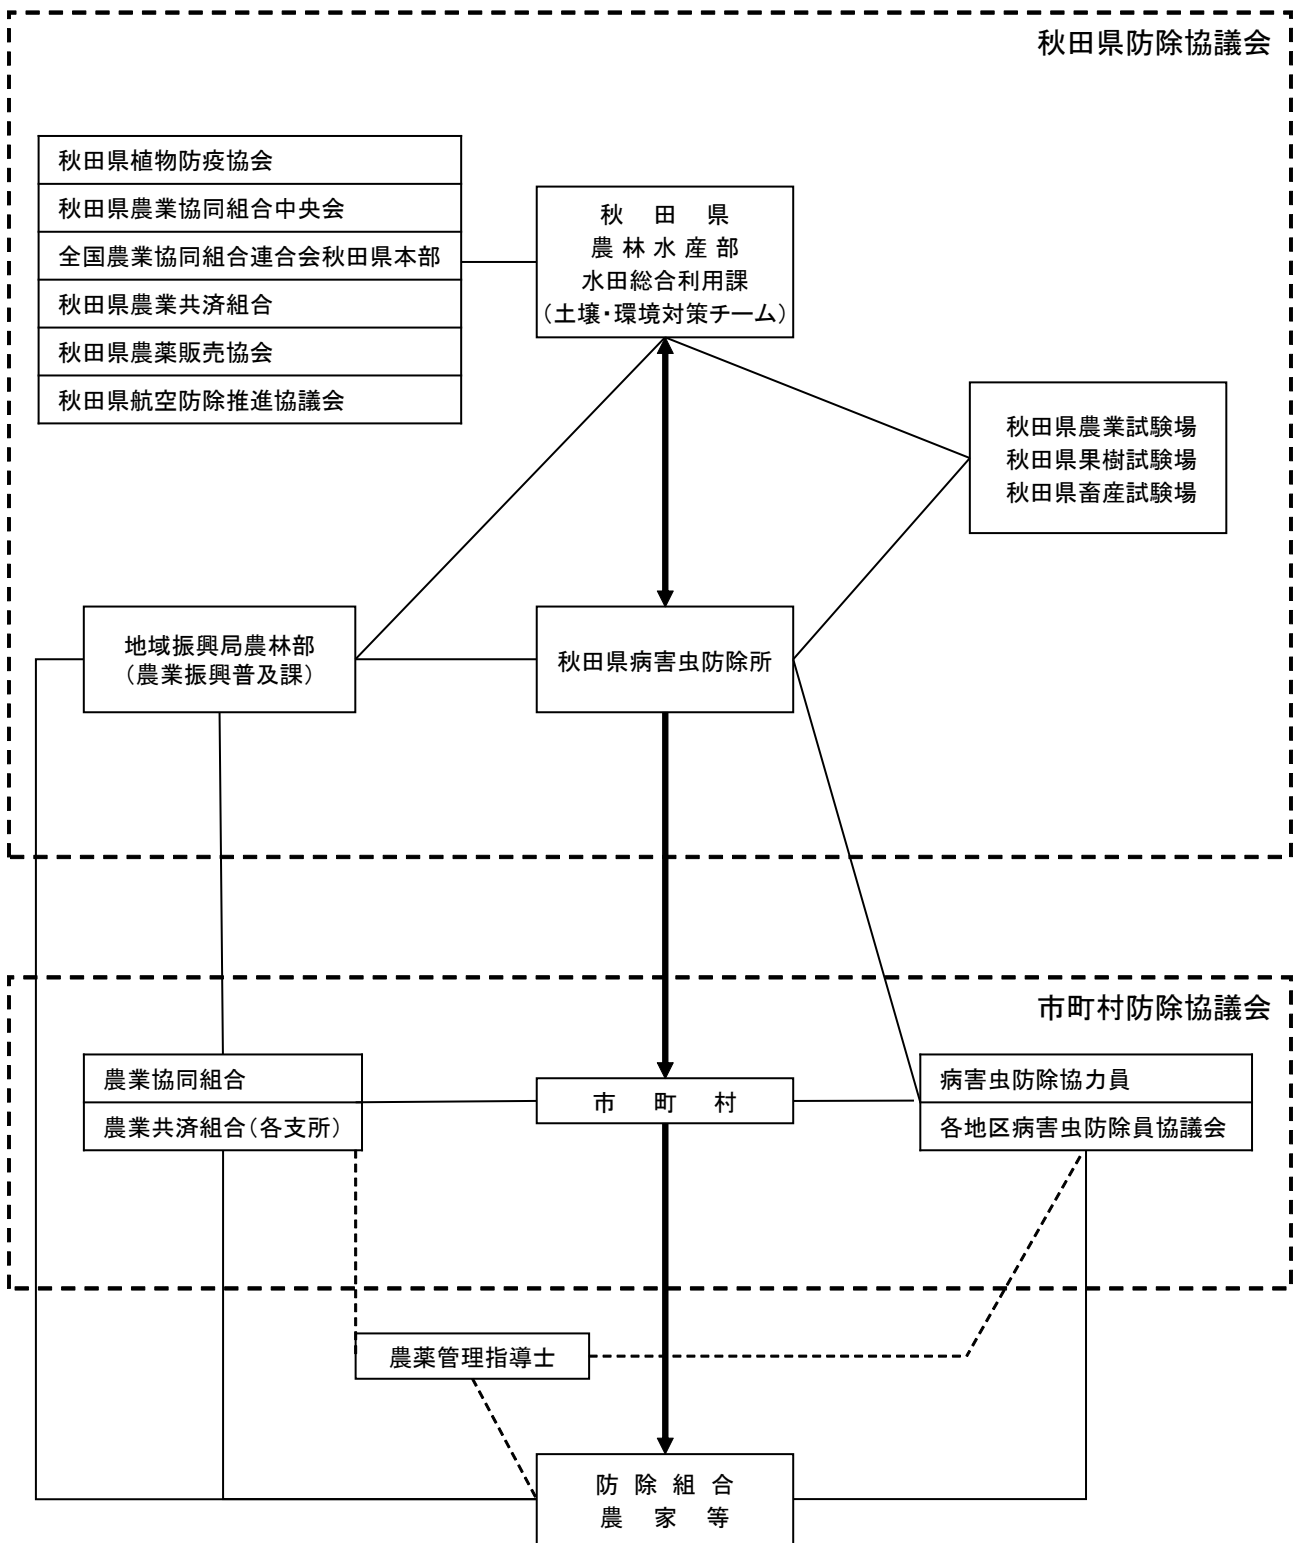 秋田県防除協議会
秋田県植物防疫協会
秋田県農業協同組合中央会
全国農業協同組合連合会秋田県本部
秋田県農業共済組合
秋田県農薬販売協会
秋田県航空防除推進協議会
秋田県
農林水産部
水田総合利用課
（土壌・環境対策チーム）
秋田県農業試験場
秋田県果樹試験場
秋田県畜産試験場
地域振興局農林部
（農業振興普及課）
秋田県病害虫防除所
市町村防除協議会
農業協同組合
農業共済組合（各支所）
市町村
病害虫防除協力員
各地区病害虫防除員協議会
農薬管理指導士
防除組合
農家等